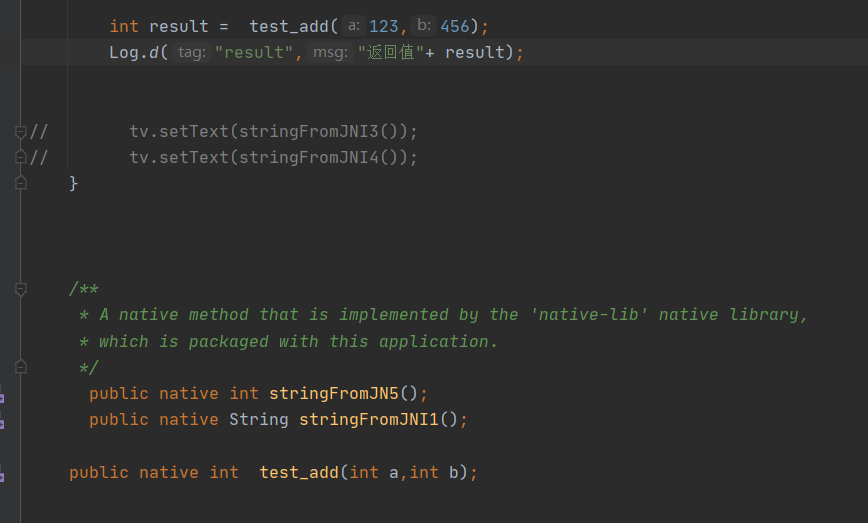 int result =  test_add( a: 123, b: 456);
Log.d( tag: "result", msg: "返回值"+ result);
//        tv.setText(stringFromJNI3());
//        tv.setText(stringFromJNI4());
}
/**
 * A native method that is implemented by the 'native-lib' native library,
 * which is packaged with this application.
 */
public native int stringFromJN5();
public native String stringFromJNI1();
public native int  test_add(int a,int b);